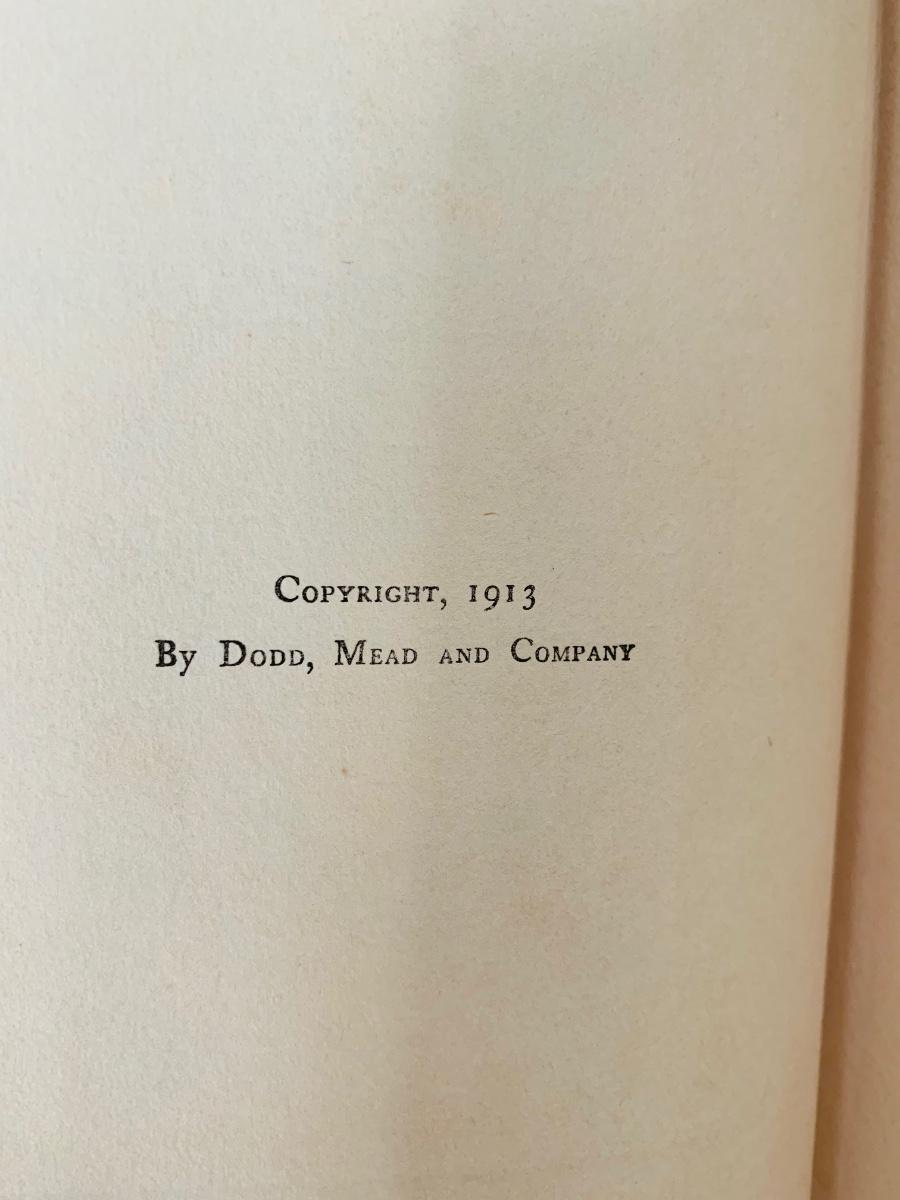 Copyright, 1913
By Dodd, Mead and Company